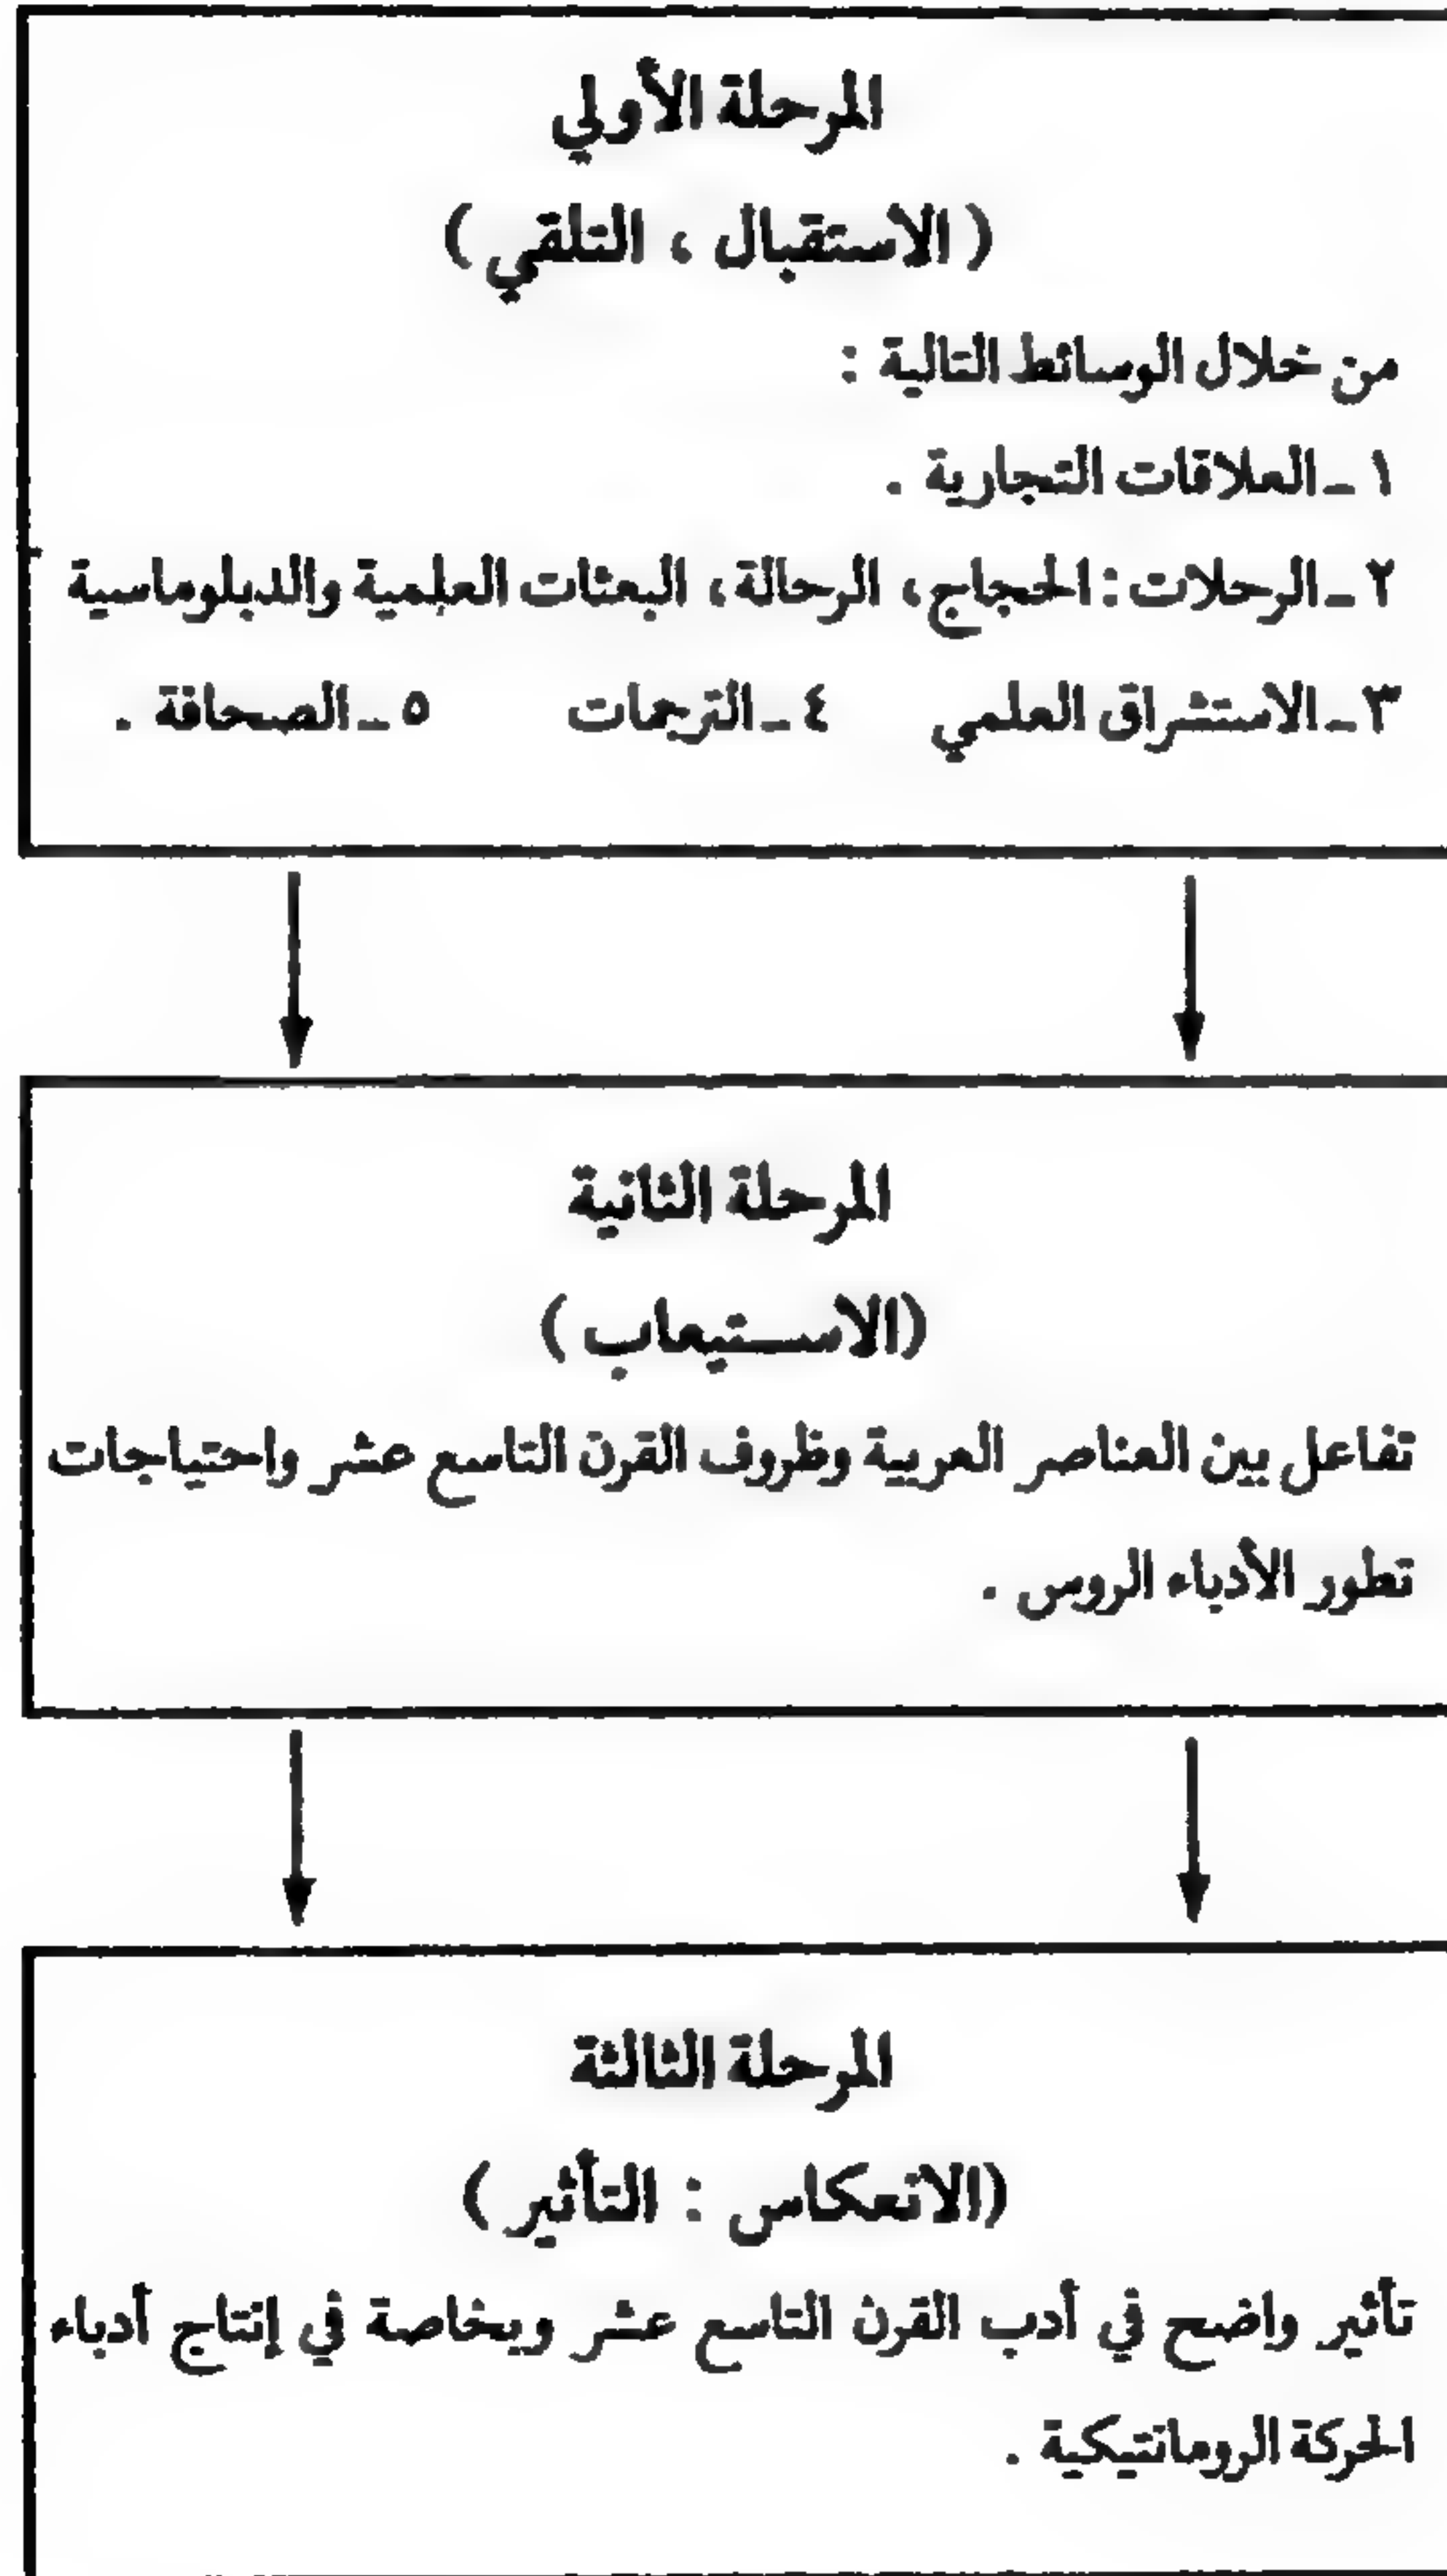 المرحلة الأولي
( الاستقبال ، التلقي )
من خلال الوسائط التالية :
١ ـ العلاقات التجارية .
٢ ـ الرحلات : الحجاج ، الرحالة ، البعثات العلمية والدبلوماسية
٣ ـ الاستشراق العلمي ٤ ـ الترجمات ٥ ـ الصحافة .
المرحلة الثانية
(الاستيعاب )
تفاعل بين العناصر العربية وظروف القرن التاسع عشر واحتياجات
تطور الأدباء الروس .
المرحلة الثالثة
(الانعكاس : التأثير )
تأثير واضح في أدب القرن التاسع عشر وبخاصة في إنتاج أدباء
الحركة الرومانتيكية .